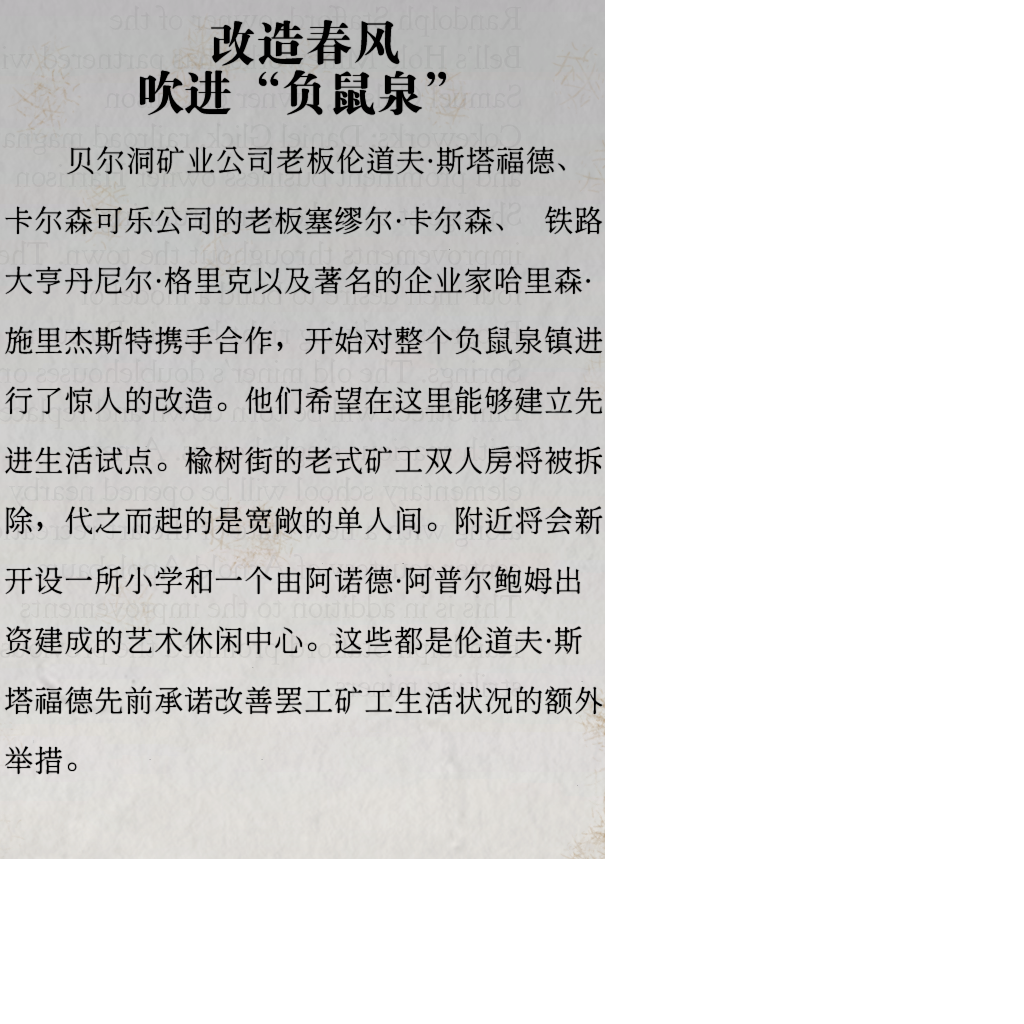 改造春风
吹进“负鼠泉”
贝尔洞矿业公司老板伦道夫·斯塔福德、
卡尔森可乐公司的老板塞缪尔·卡尔森、 铁路
大亨丹尼尔·格里克以及著名的企业家哈里森·
施里杰斯特携手合作，开始对整个负鼠泉镇进
行了惊人的改造。他们希望在这里能够建立先
进生活试点。榆树街的老式矿工双人房将被拆
除，代之而起的是宽敞的单人间。附近将会新
开设一所小学和一个由阿诺德·阿普尔鲍姆出
资建成的艺术休闲中心。这些都是伦道夫·斯
塔福德先前承诺改善罢工矿工生活状况的额外
举措。